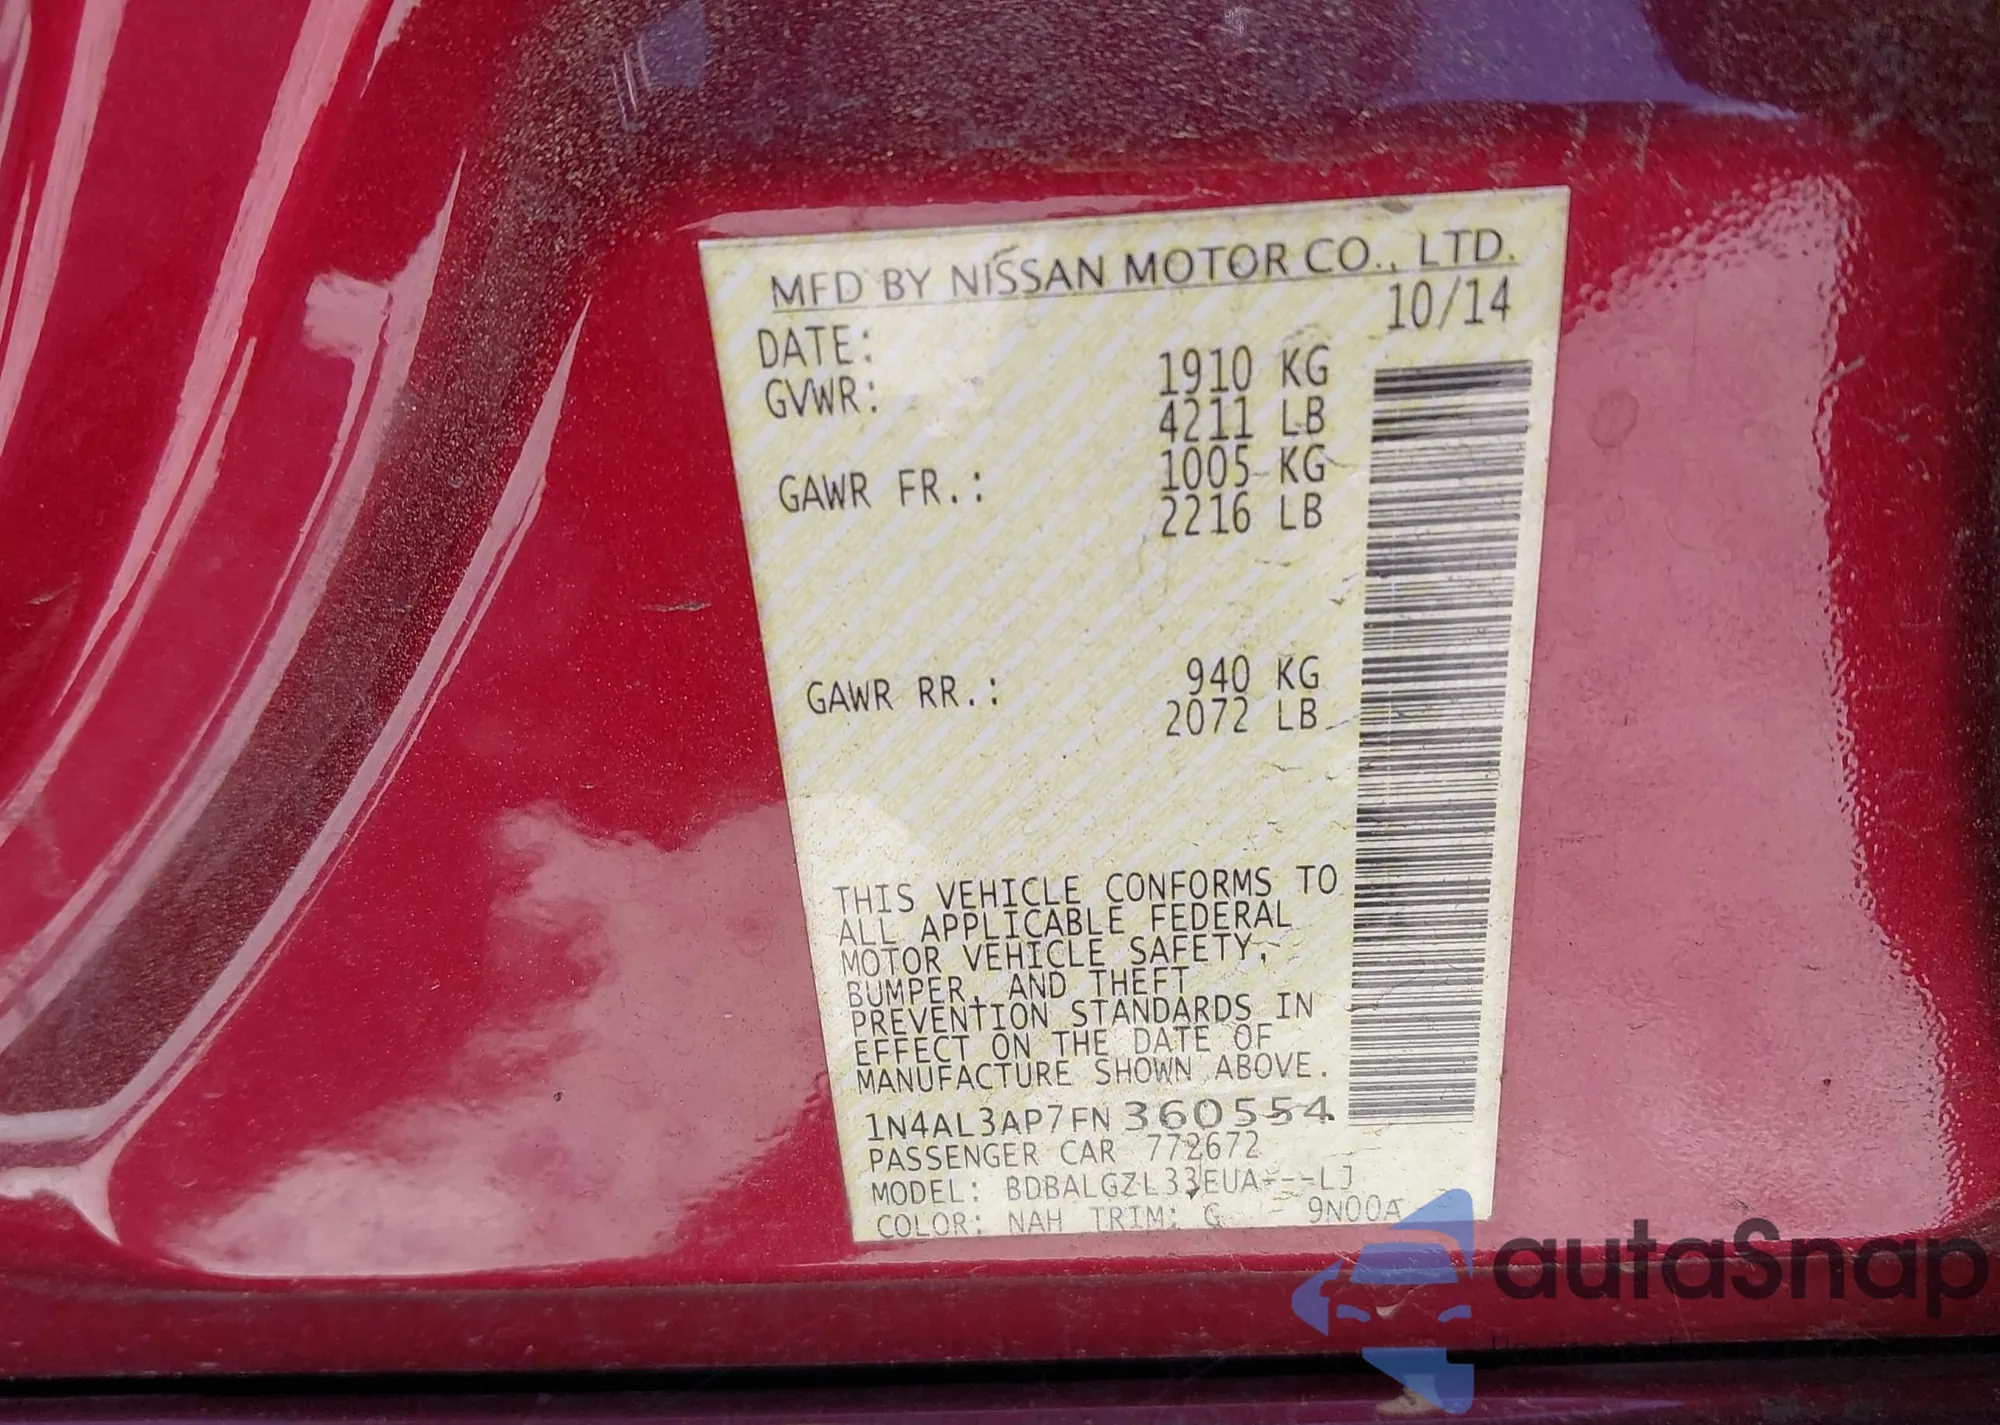 MFD BY NISSAN MOTOR CO., LTD.
DATE: 10/14
GVWR: 1910 KG
4211 LB
GAWR FR.: 1005 KG
2216 LB
GAWR RR.: 940 KG
2072 LB
THIS VEHICLE CONFORMS TO
ALL APPLICABLE FEDERAL
MOTOR VEHICLE SAFETY,
BUMPER, AND THEFT
PREVENTION STANDARDS IN
EFFECT ON THE DATE OF
MANUFACTURE SHOWN ABOVE.
1N4AL3AP7FN360554
PASSENGER CAR 772672
MODEL: BDBALGZL33EUA---LJ
COLOR: NAH TRIM: G 9N00A
autaSnap